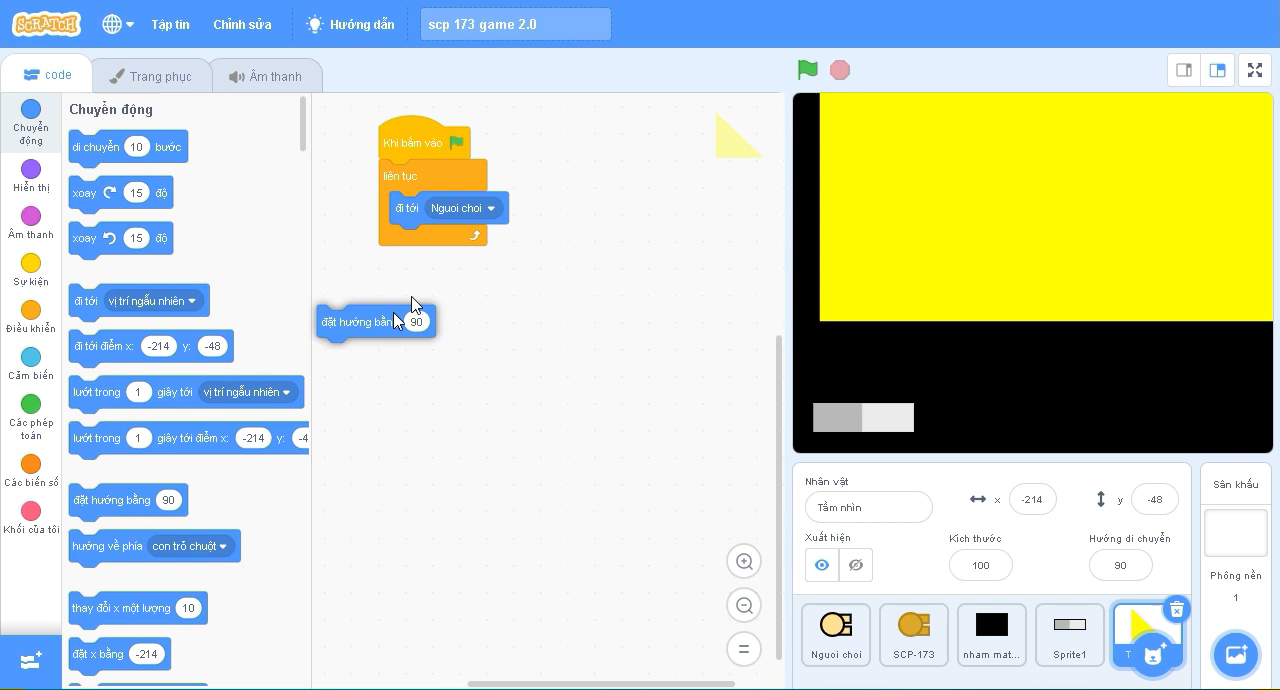 SCRATCH
Tập tin
Chỉnh sửa
Hướng dẫn
scp 173 game 2.0
code
Trang phục
Âm thanh
Chuyển
động
Hiển thị
Âm thanh
Sự kiện
Điều khiển
Cảm biến
Các phép
toán
Các biến số
Khối của tôi
Chuyển động
di chuyển 10 bước
xoay 15 độ
xoay 15 độ
đi tới vị trí ngẫu nhiên
đi tới điểm x: -214 y: -48
lướt trong 1 giây tới vị trí ngẫu nhiên
lướt trong 1 giây tới điểm x: -214 y: -4
đặt hướng bằng 90
hướng về phía con trỏ chuột
thay đổi x một lượng 10
đặt x bằng -214
Khi bấm vào
liên tục
đi tới Nguoi choi
đặt hướng bằn 90
Nhân vật
Tầm nhìn
x -214
y -48
Xuất hiện
Kích thước
100
Hướng di chuyển
90
Nguoi choi
SCP-173
nham mat...
Sprite1
T
Sân khấu
Phông nền
1